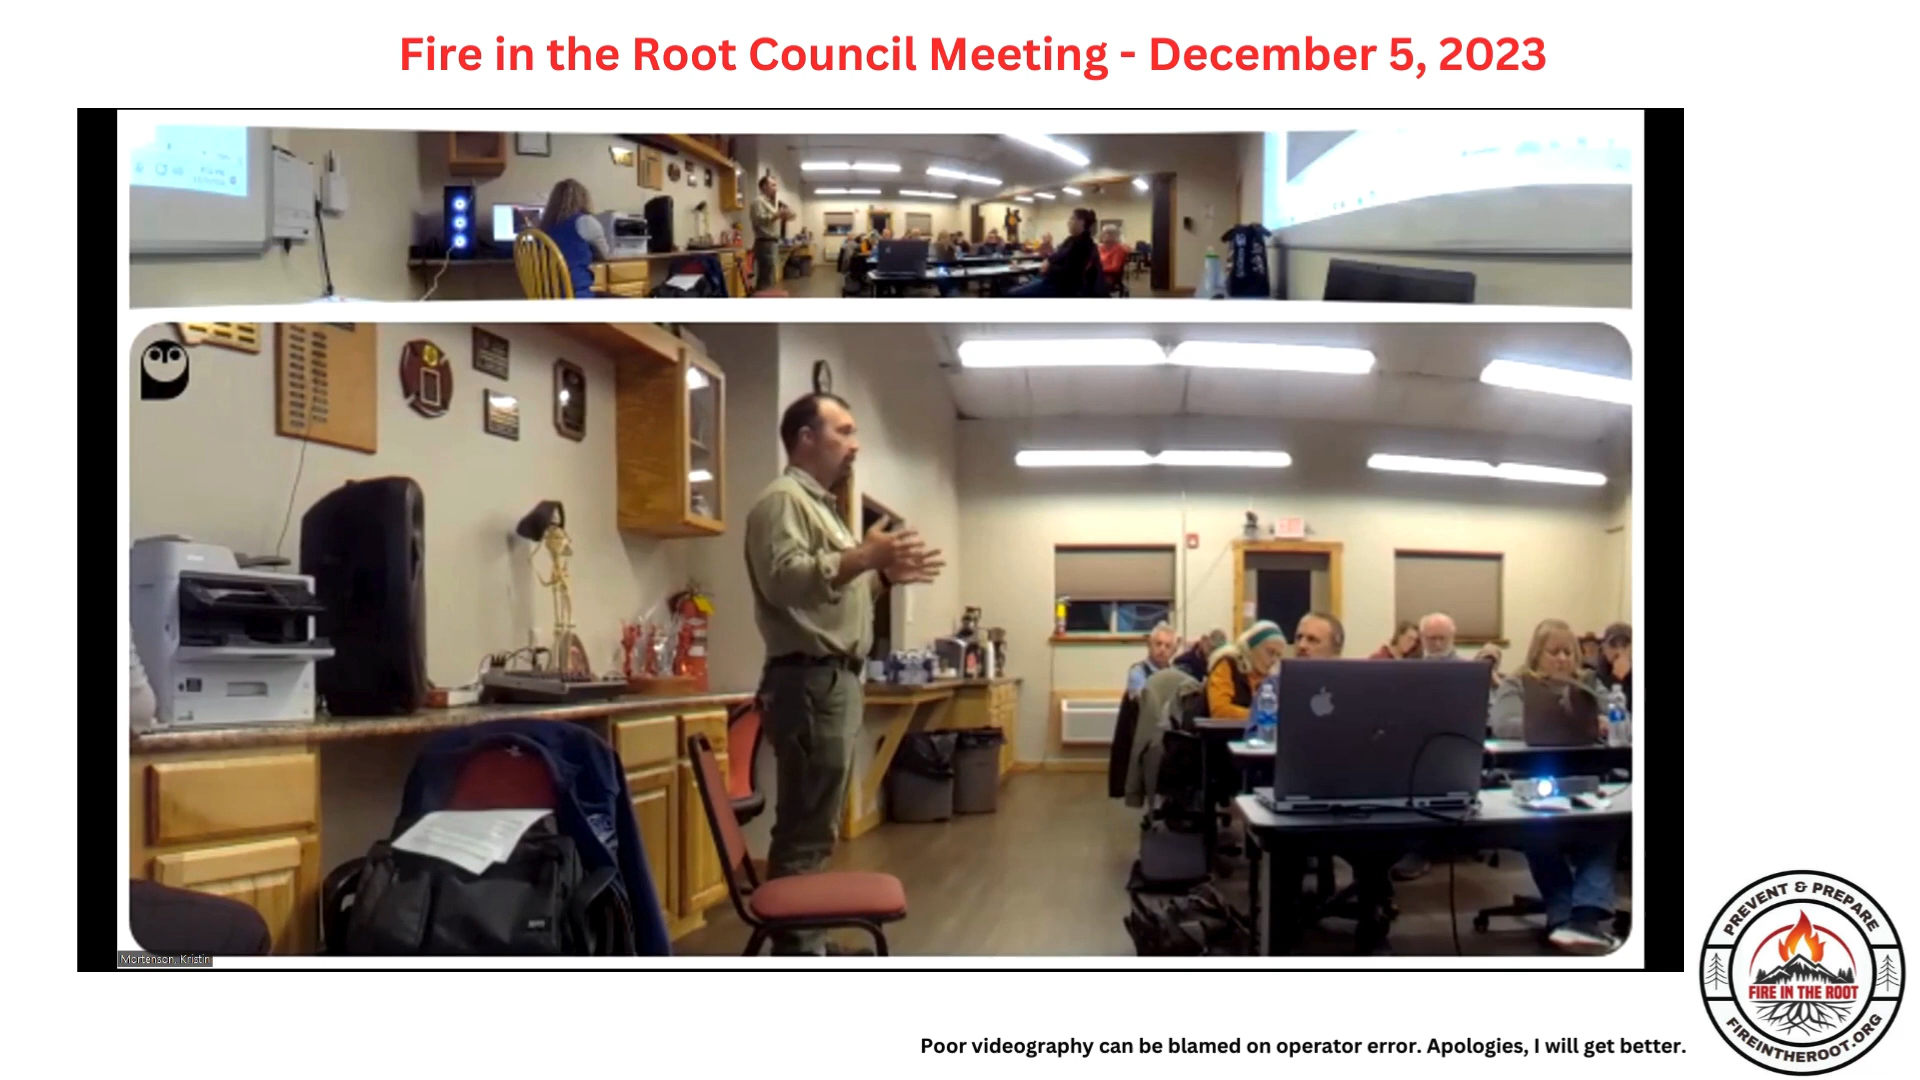 Fire in the Root Council Meeting - December 5, 2023
Mortenson, Kristin
PREVENT & PREPARE
FIRE IN THE ROOT
FIREINTHEROOT.ORG
Poor videography can be blamed on operator error. Apologies, I will get better.